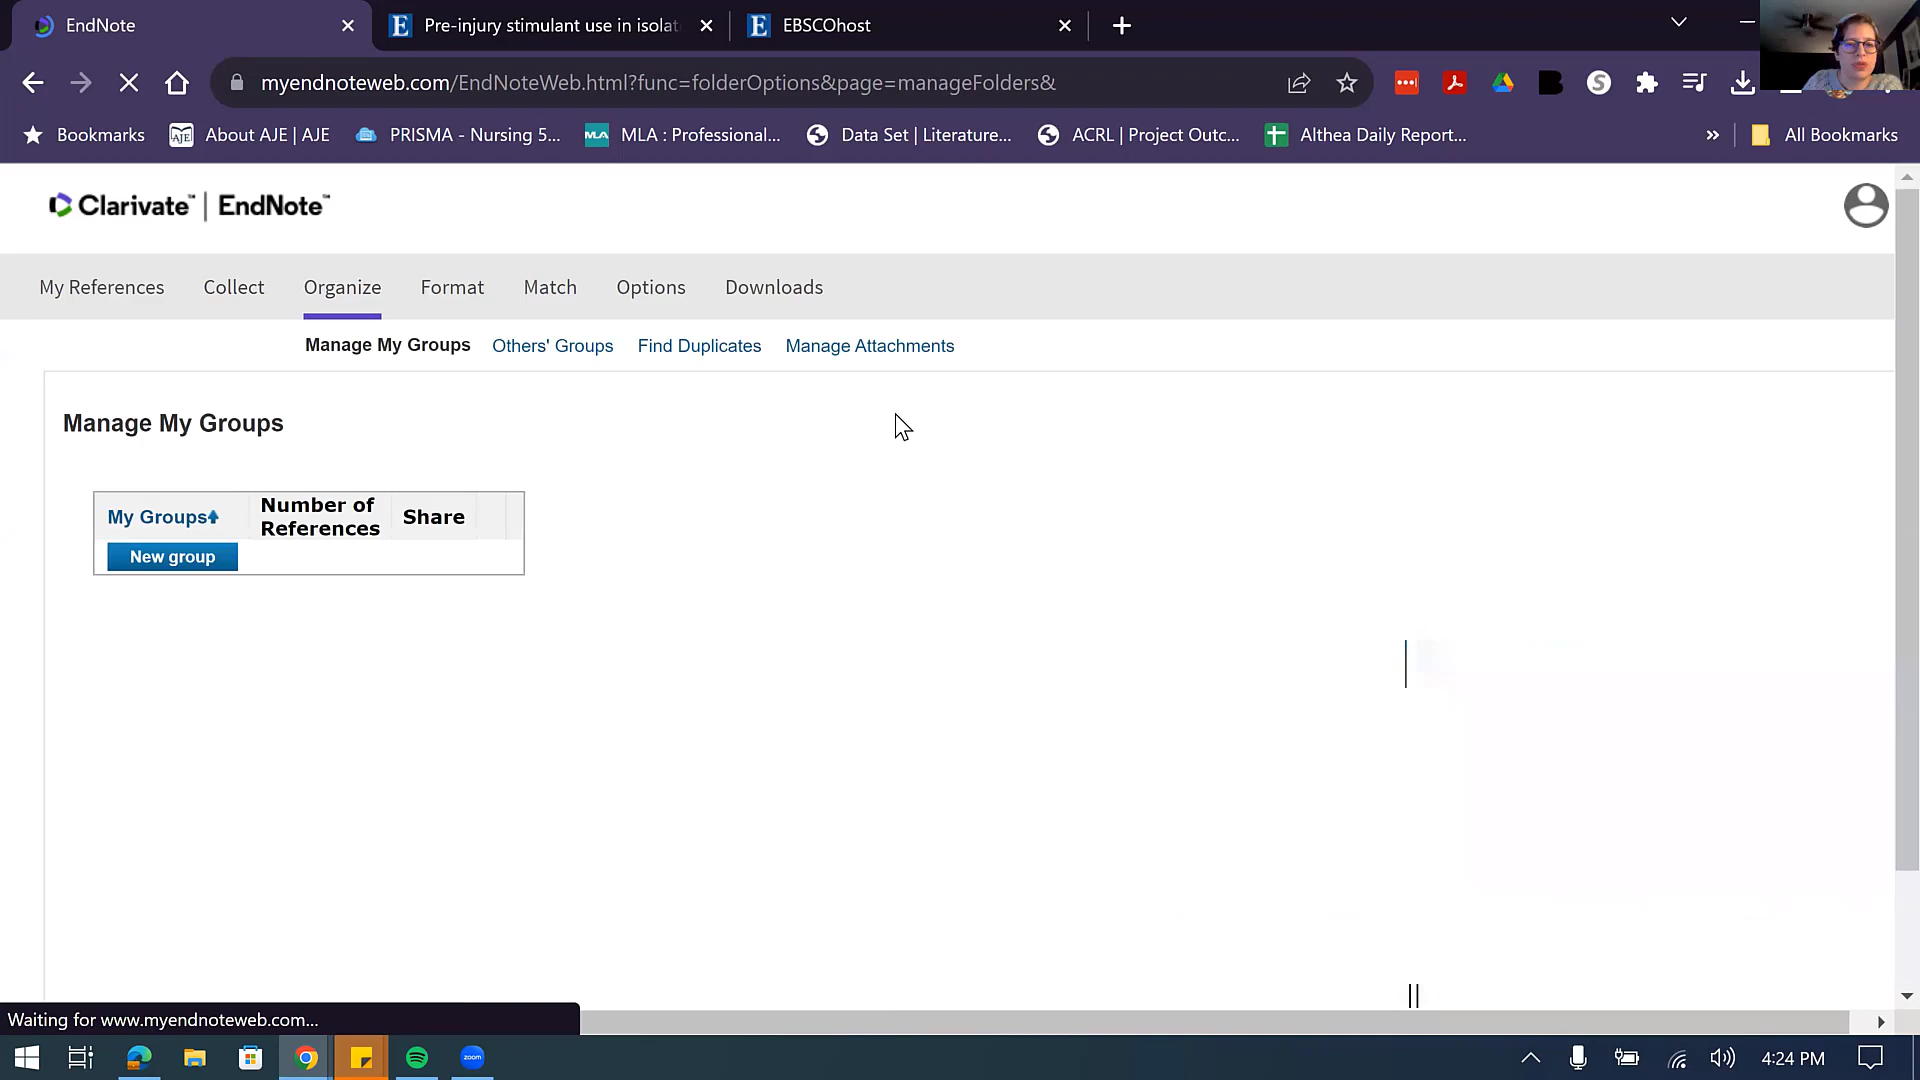 EndNote
Pre-injury stimulant use in isolat
EBSCOhost
myendnoteweb.com/EndNoteWeb.html?func=folderOptions&page=manageFolders&
Bookmarks
About AJE | AJE
PRISMA - Nursing 5...
MLA : Professional...
Data Set | Literature...
ACRL | Project Outc...
Althea Daily Report...
All Bookmarks
Clarivate™ | EndNote™
My References
Collect
Organize
Format
Match
Options
Downloads
Manage My Groups
Others' Groups
Find Duplicates
Manage Attachments
Manage My Groups
My Groups
Number of
References
Share
New group
Waiting for www.myendnoteweb.com...
zoom
4:24 PM